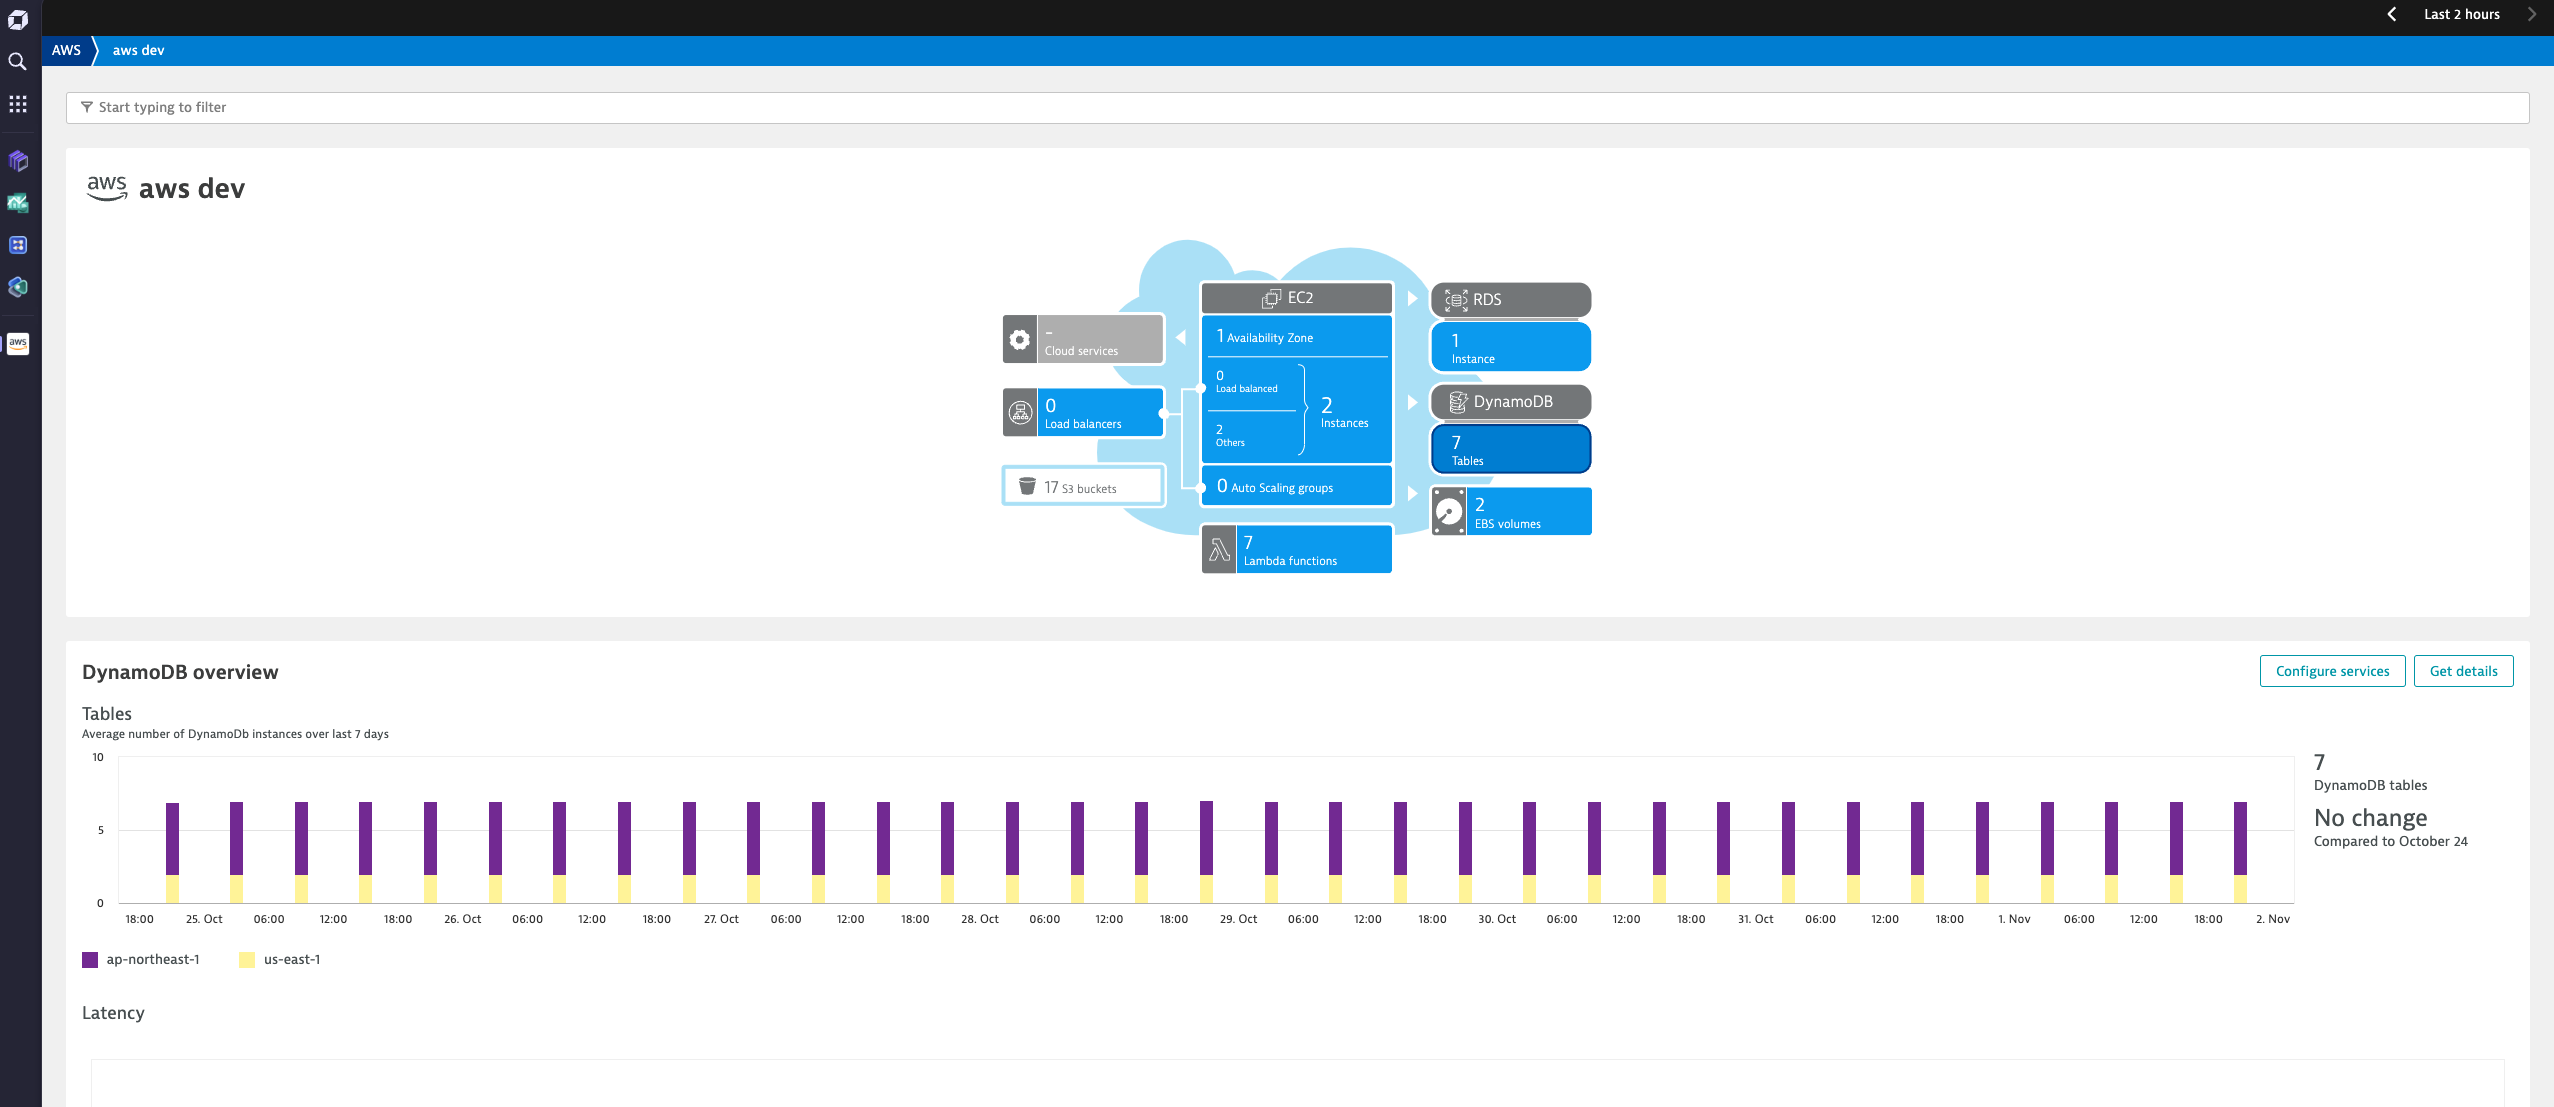 Last 2 hours
AWS
aws dev
Start typing to filter
aws
aws dev
EC2
RDS
1 Availability Zone
-
Cloud services
1
Instance
0
Load balanced
2
Others
2
Instances
0
Load balancers
DynamoDB
7
Tables
17 S3 buckets
0 Auto Scaling groups
2
EBS volumes
7
Lambda functions
aws
DynamoDB overview
Configure services
Get details
Tables
Average number of DynamoDb instances over last 7 days
10
5
0
18:00 25. Oct 06:00 12:00 18:00 26. Oct 06:00 12:00 18:00 27. Oct 06:00 12:00 18:00 28. Oct 06:00 12:00 18:00 29. Oct 06:00 12:00 18:00 30. Oct 06:00 12:00 18:00 31. Oct 06:00 12:00 18:00 1. Nov 06:00 12:00 18:00 2. Nov
7
DynamoDB tables
No change
Compared to October 24
ap-northeast-1
us-east-1
Latency